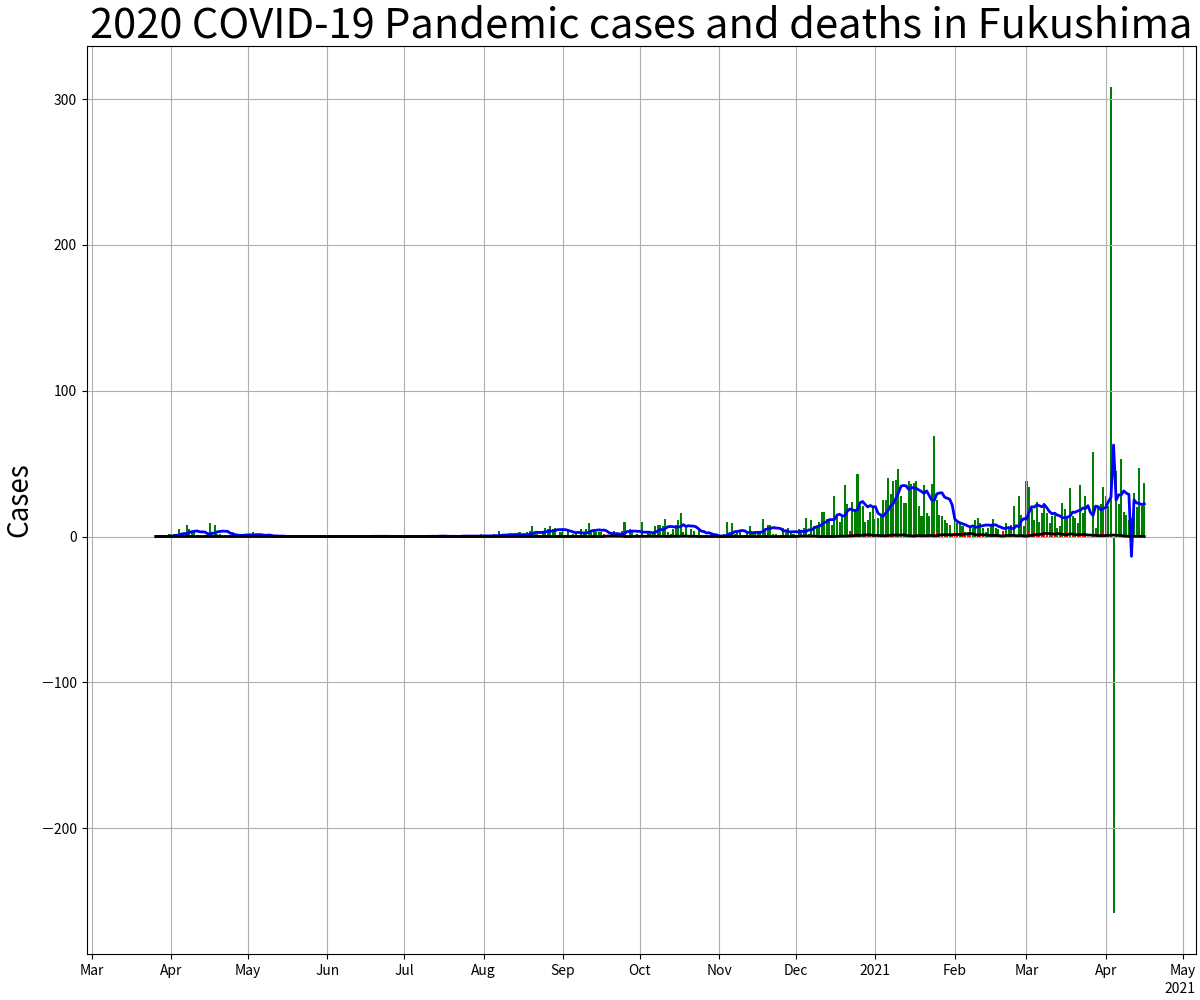 2020 COVID-19 Pandemic cases and deaths in Fukushima
Cases
300
200
100
0
−100
−200
Mar Apr May Jun Jul Aug Sep Oct Nov Dec 2021 Feb Mar Apr May
2021